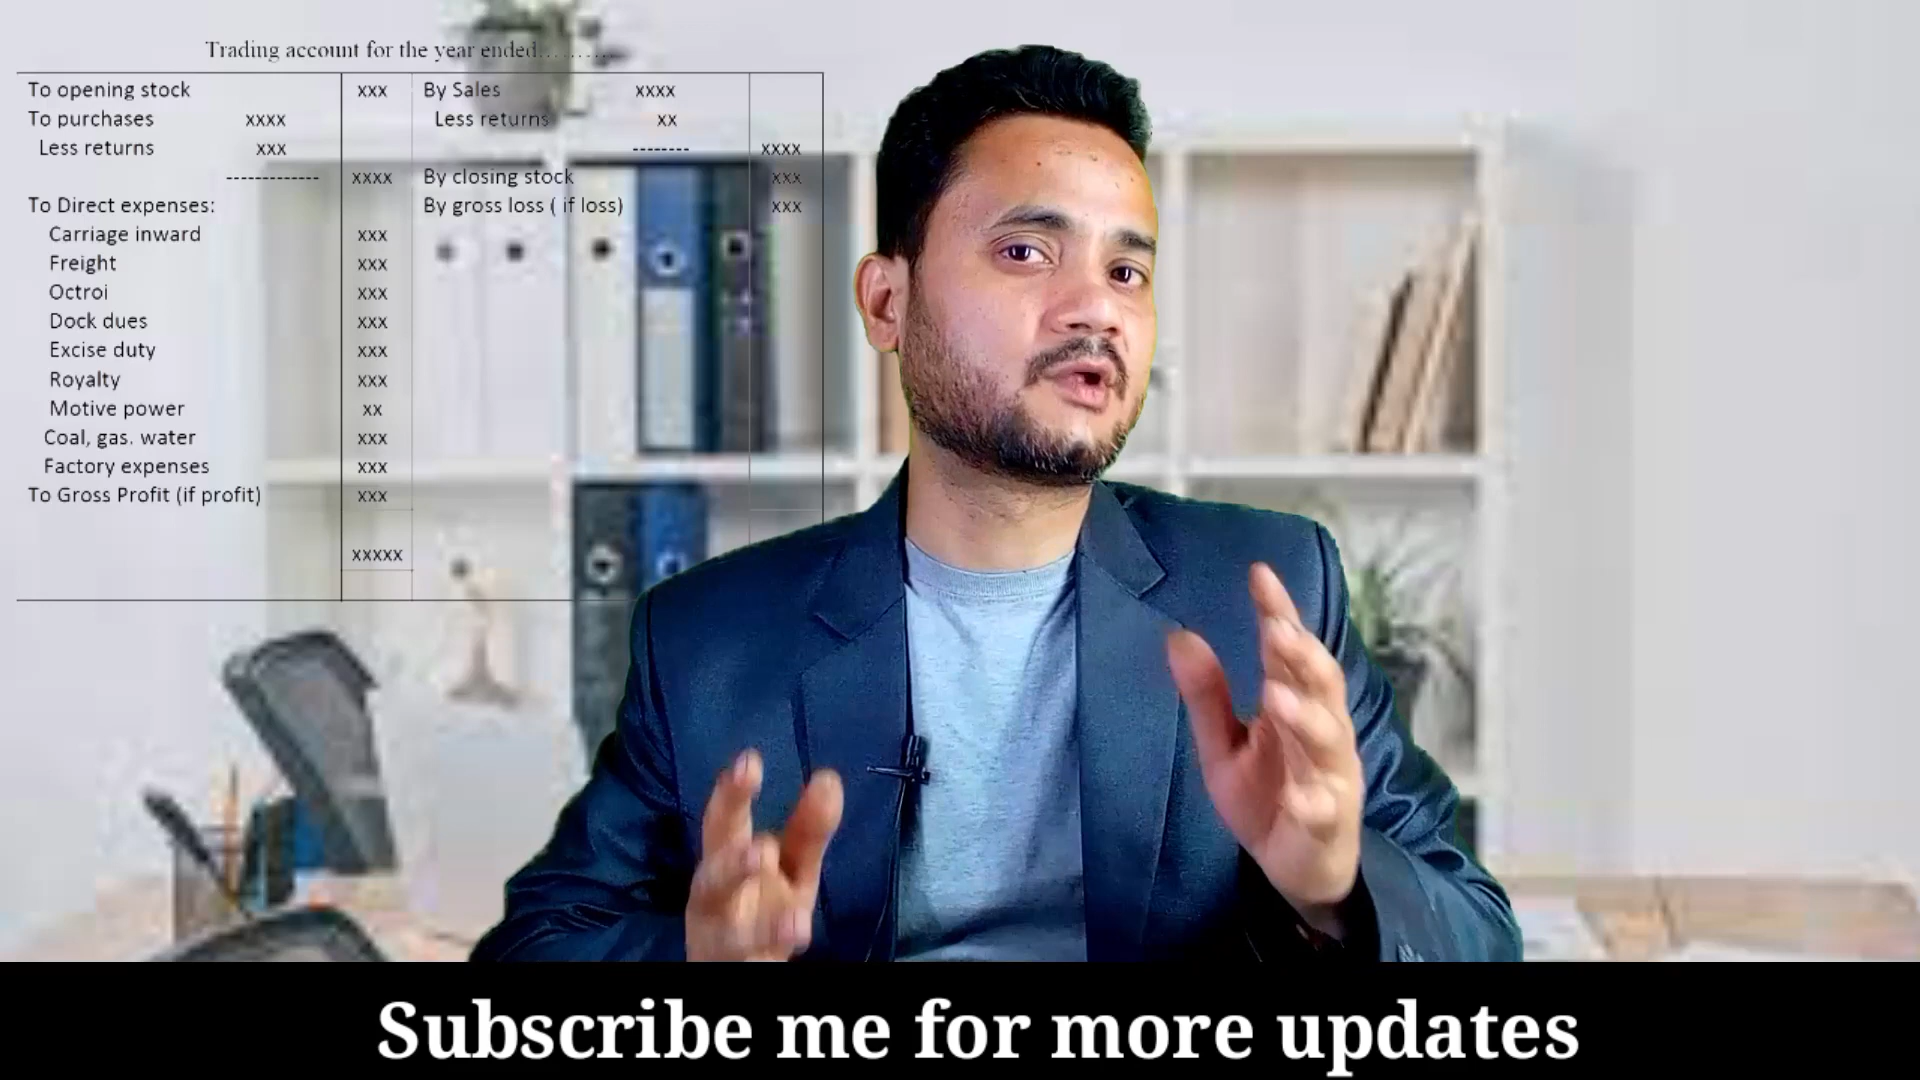 Trading account for the year ended..........
To opening stock xxx By Sales xxxx
To purchases xxxx Less returns xx
Less returns xxx -------- xxxx
------------- xxxx By closing stock xxx
To Direct expenses: By gross loss ( if loss) xxx
Carriage inward xxx
Freight xxx
Octroi xxx
Dock dues xxx
Excise duty xxx
Royalty xxx
Motive power xx
Coal, gas. water xxx
Factory expenses xxx
To Gross Profit (if profit) xxx
xxxxx
Subscribe me for more updates